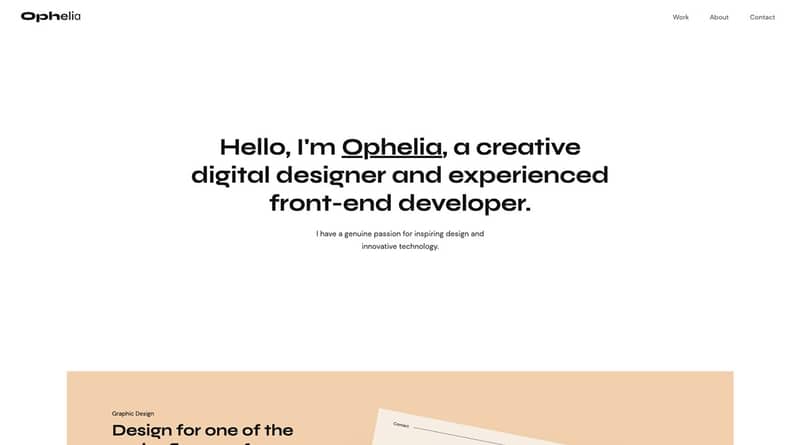 Ophelia
Work About Contact
Hello, I'm Ophelia, a creative
digital designer and experienced
front-end developer.
I have a genuine passion for inspiring design and
innovative technology.
Graphic Design
Design for one of the
Contact